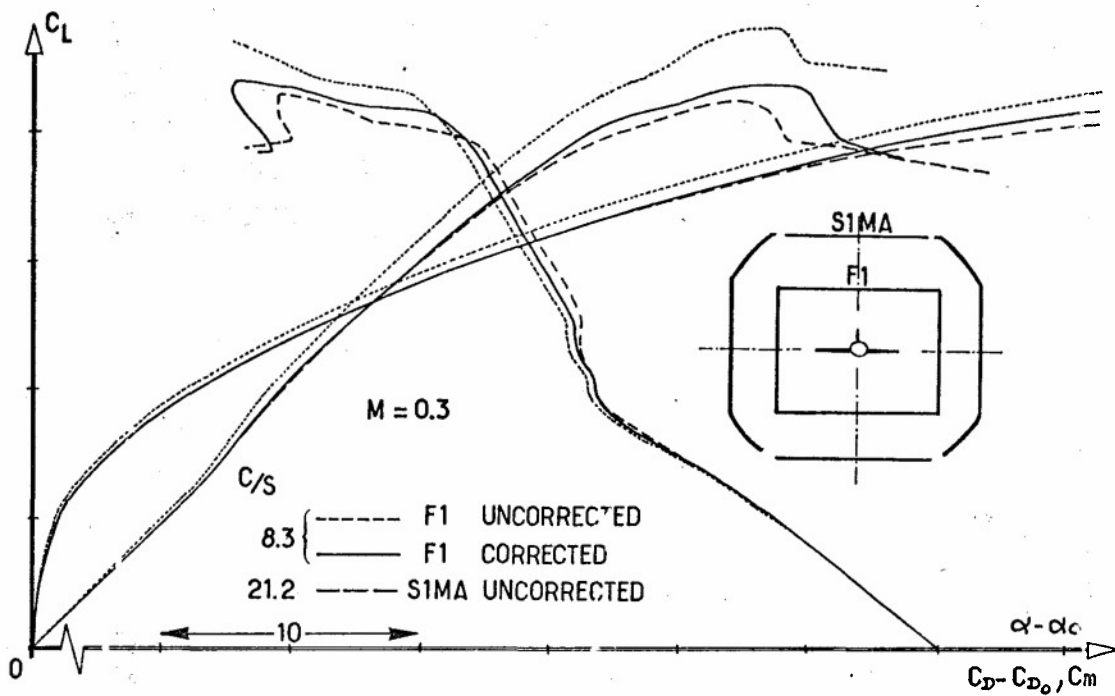 C_L
S1MA
F1
M = 0.3
C/S
8.3 { F1 UNCORRECTED
F1 CORRECTED
21.2 S1MA UNCORRECTED
10
0
α-α₀
C_D-C_D₀, Cm